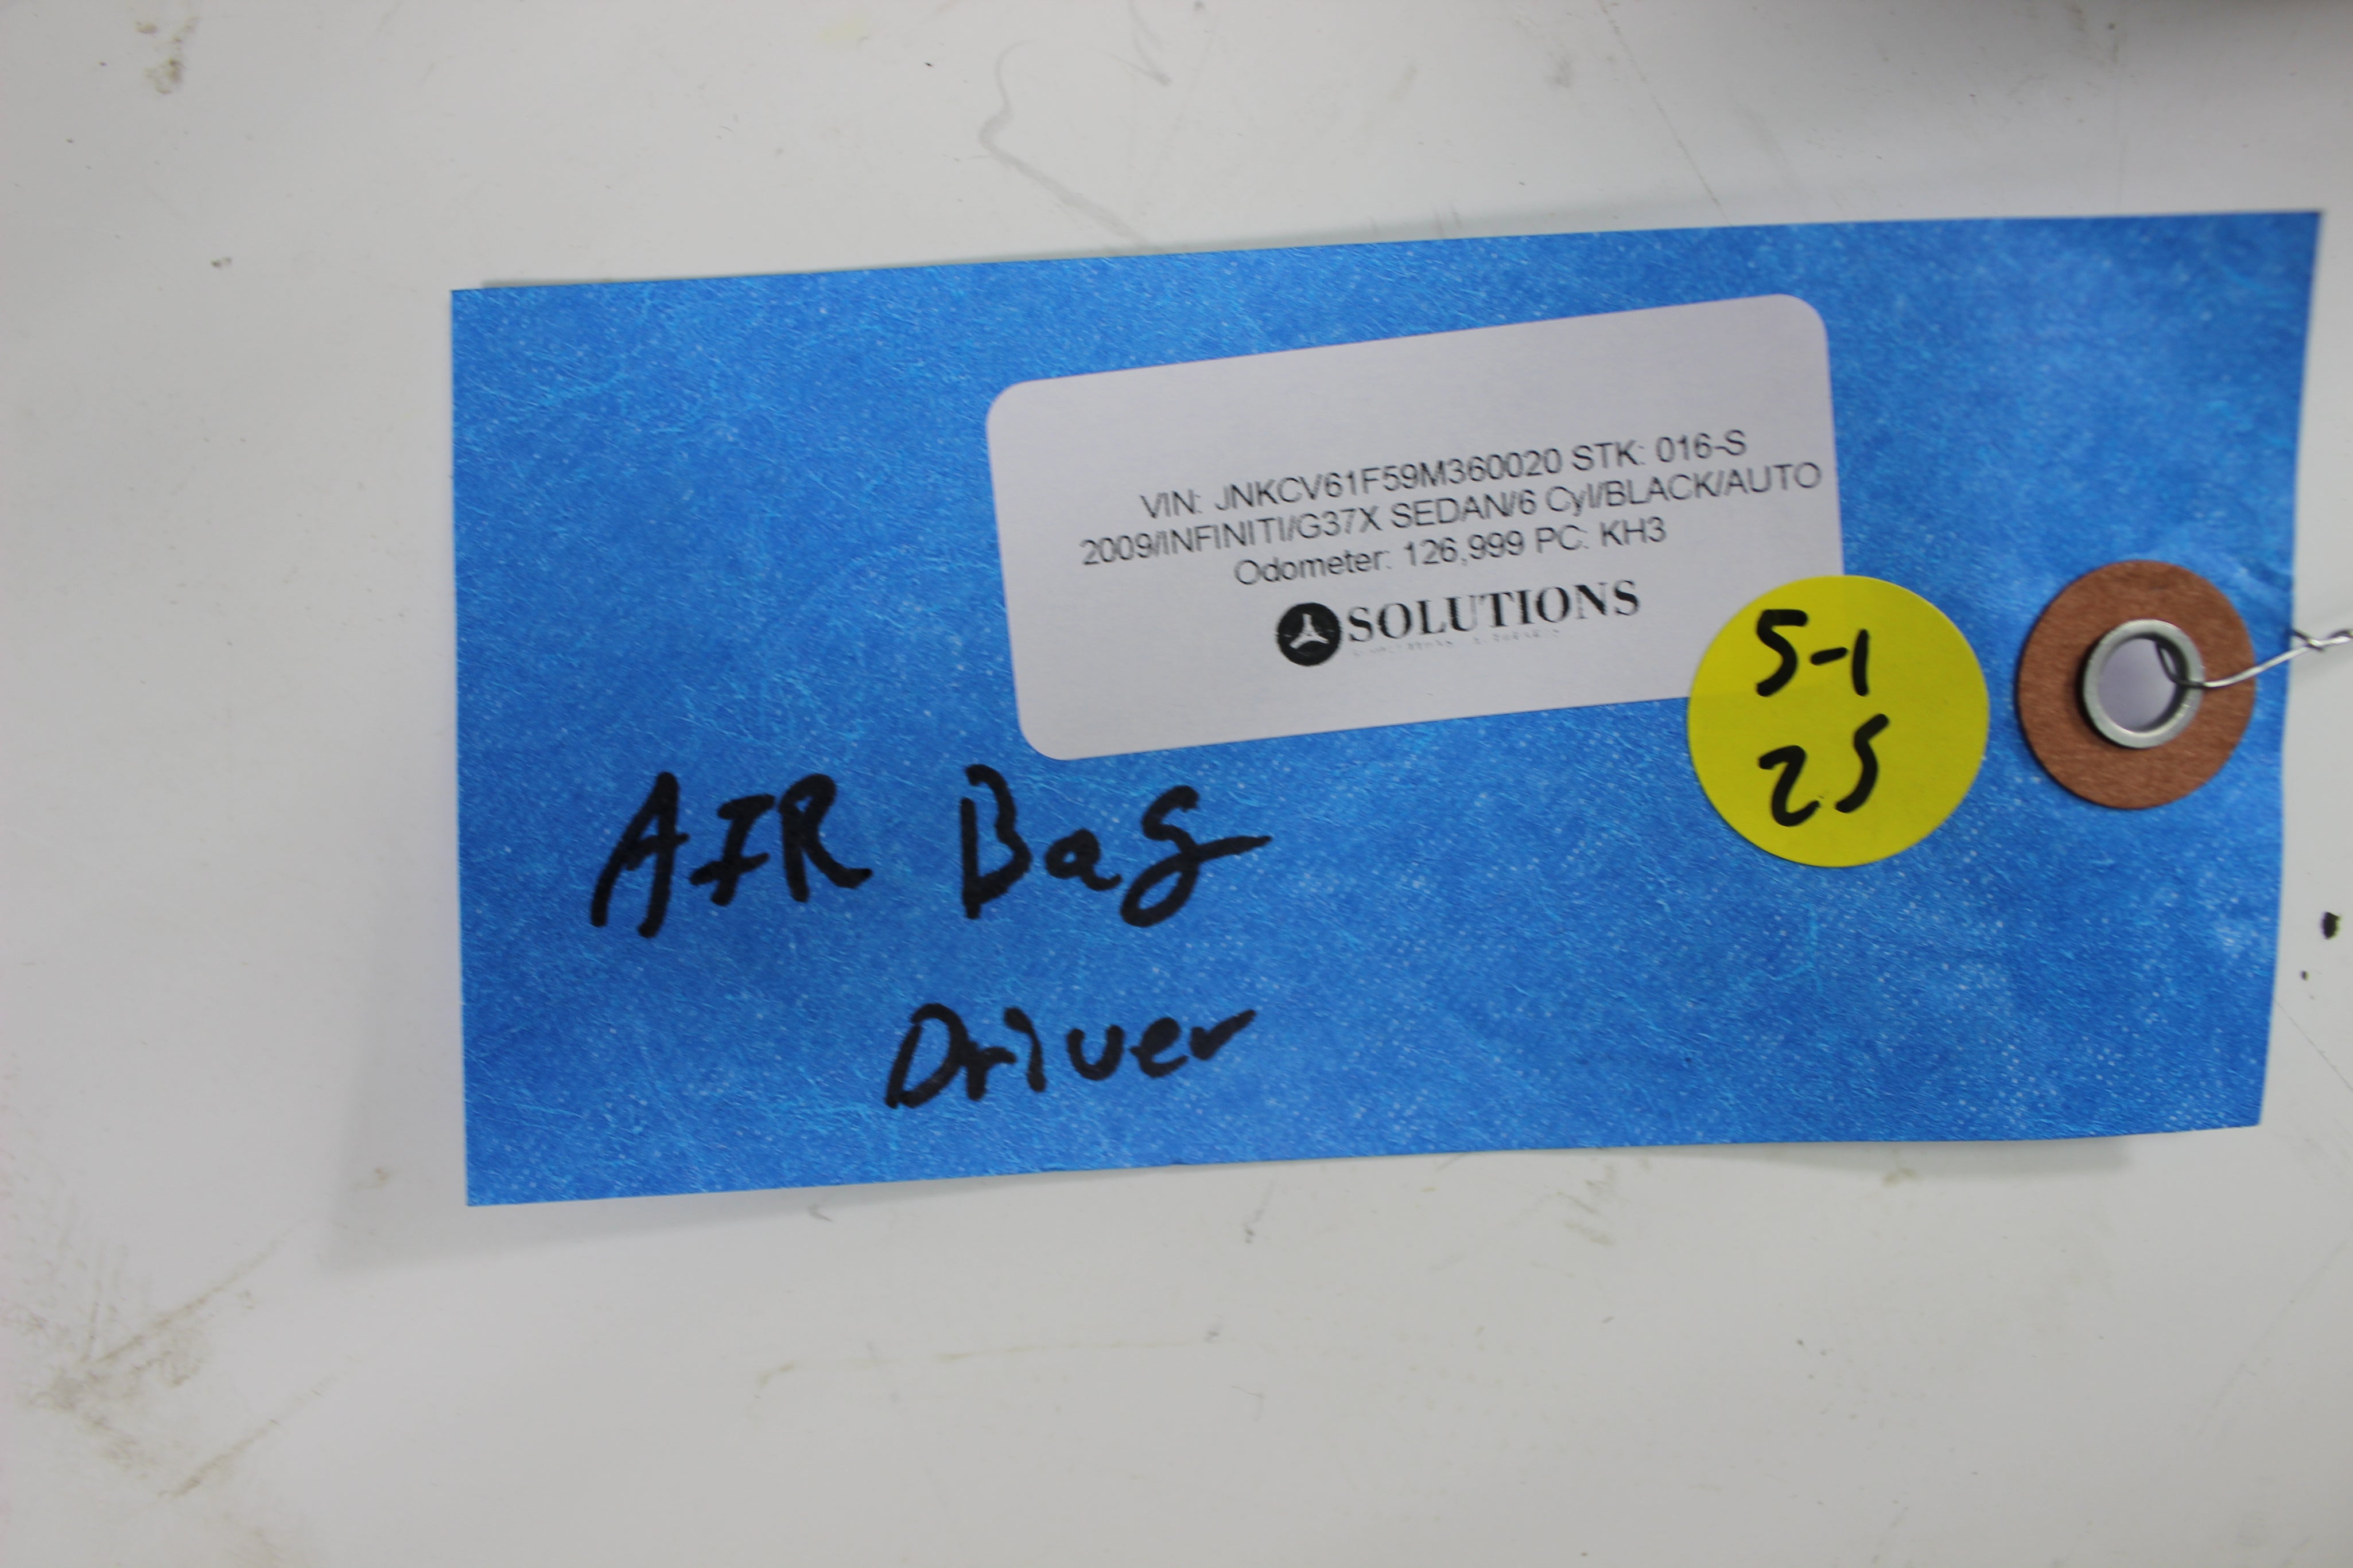 VIN: JNKCV61F59M360020 STK: 016-S
2009/INFINITI/G37X SEDAN/6 Cyl/BLACK/AUTO
Odometer: 126,999 PC: KH3
SOLUTIONS
5-1
25
AIR Bag
Driver